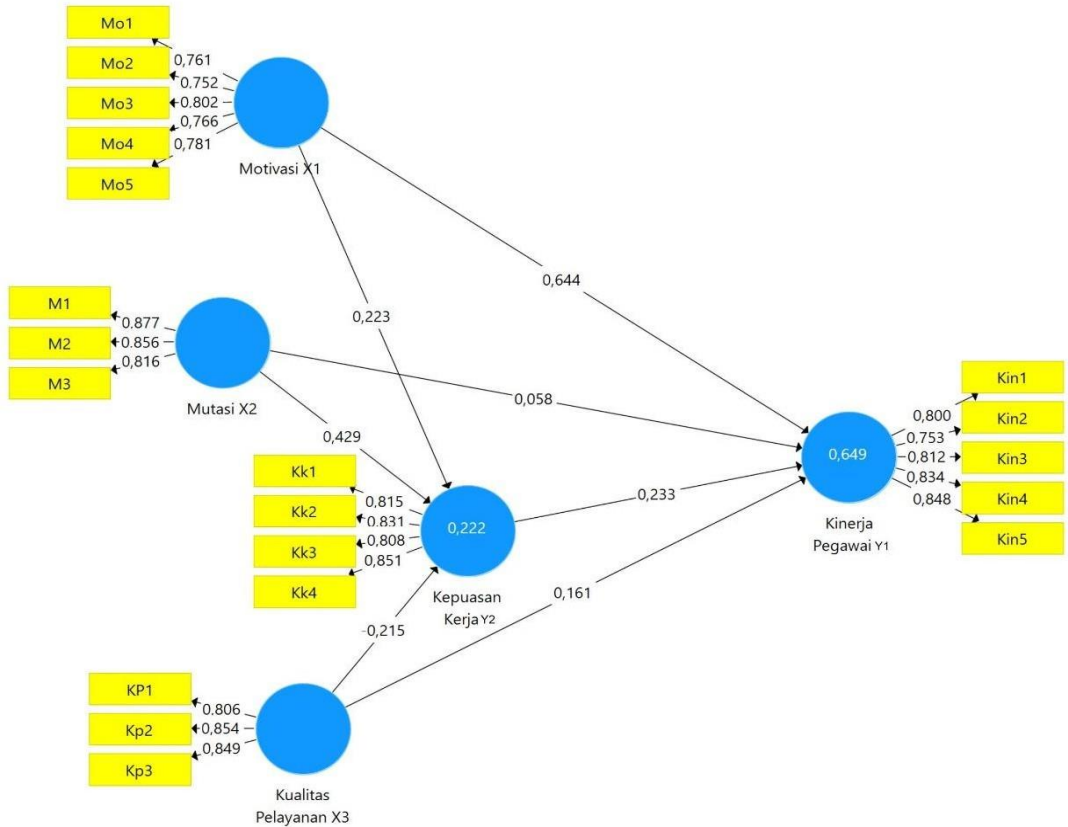 Mo1
Mo2
Mo3
Mo4
Mo5
0,761
0.752
0.802
0,766
0,781
Motivasi X1
0,644
0,223
M1
M2
M3
0.877
0.856
0,816
Mutasi X2
0,058
0,429
Kk1
Kk2
Kk3
Kk4
0,815
0.831
0.808
0,851
0,222
Kepuasan
Kerja Y2
0,233
0,161
-0,215
Kin1
Kin2
Kin3
Kin4
Kin5
0,800
0,753
0,812
0,834
0,848
0,649
Kinerja
Pegawai Y1
KP1
Kp2
Kp3
0.806
0,854
0,849
Kualitas
Pelayanan X3